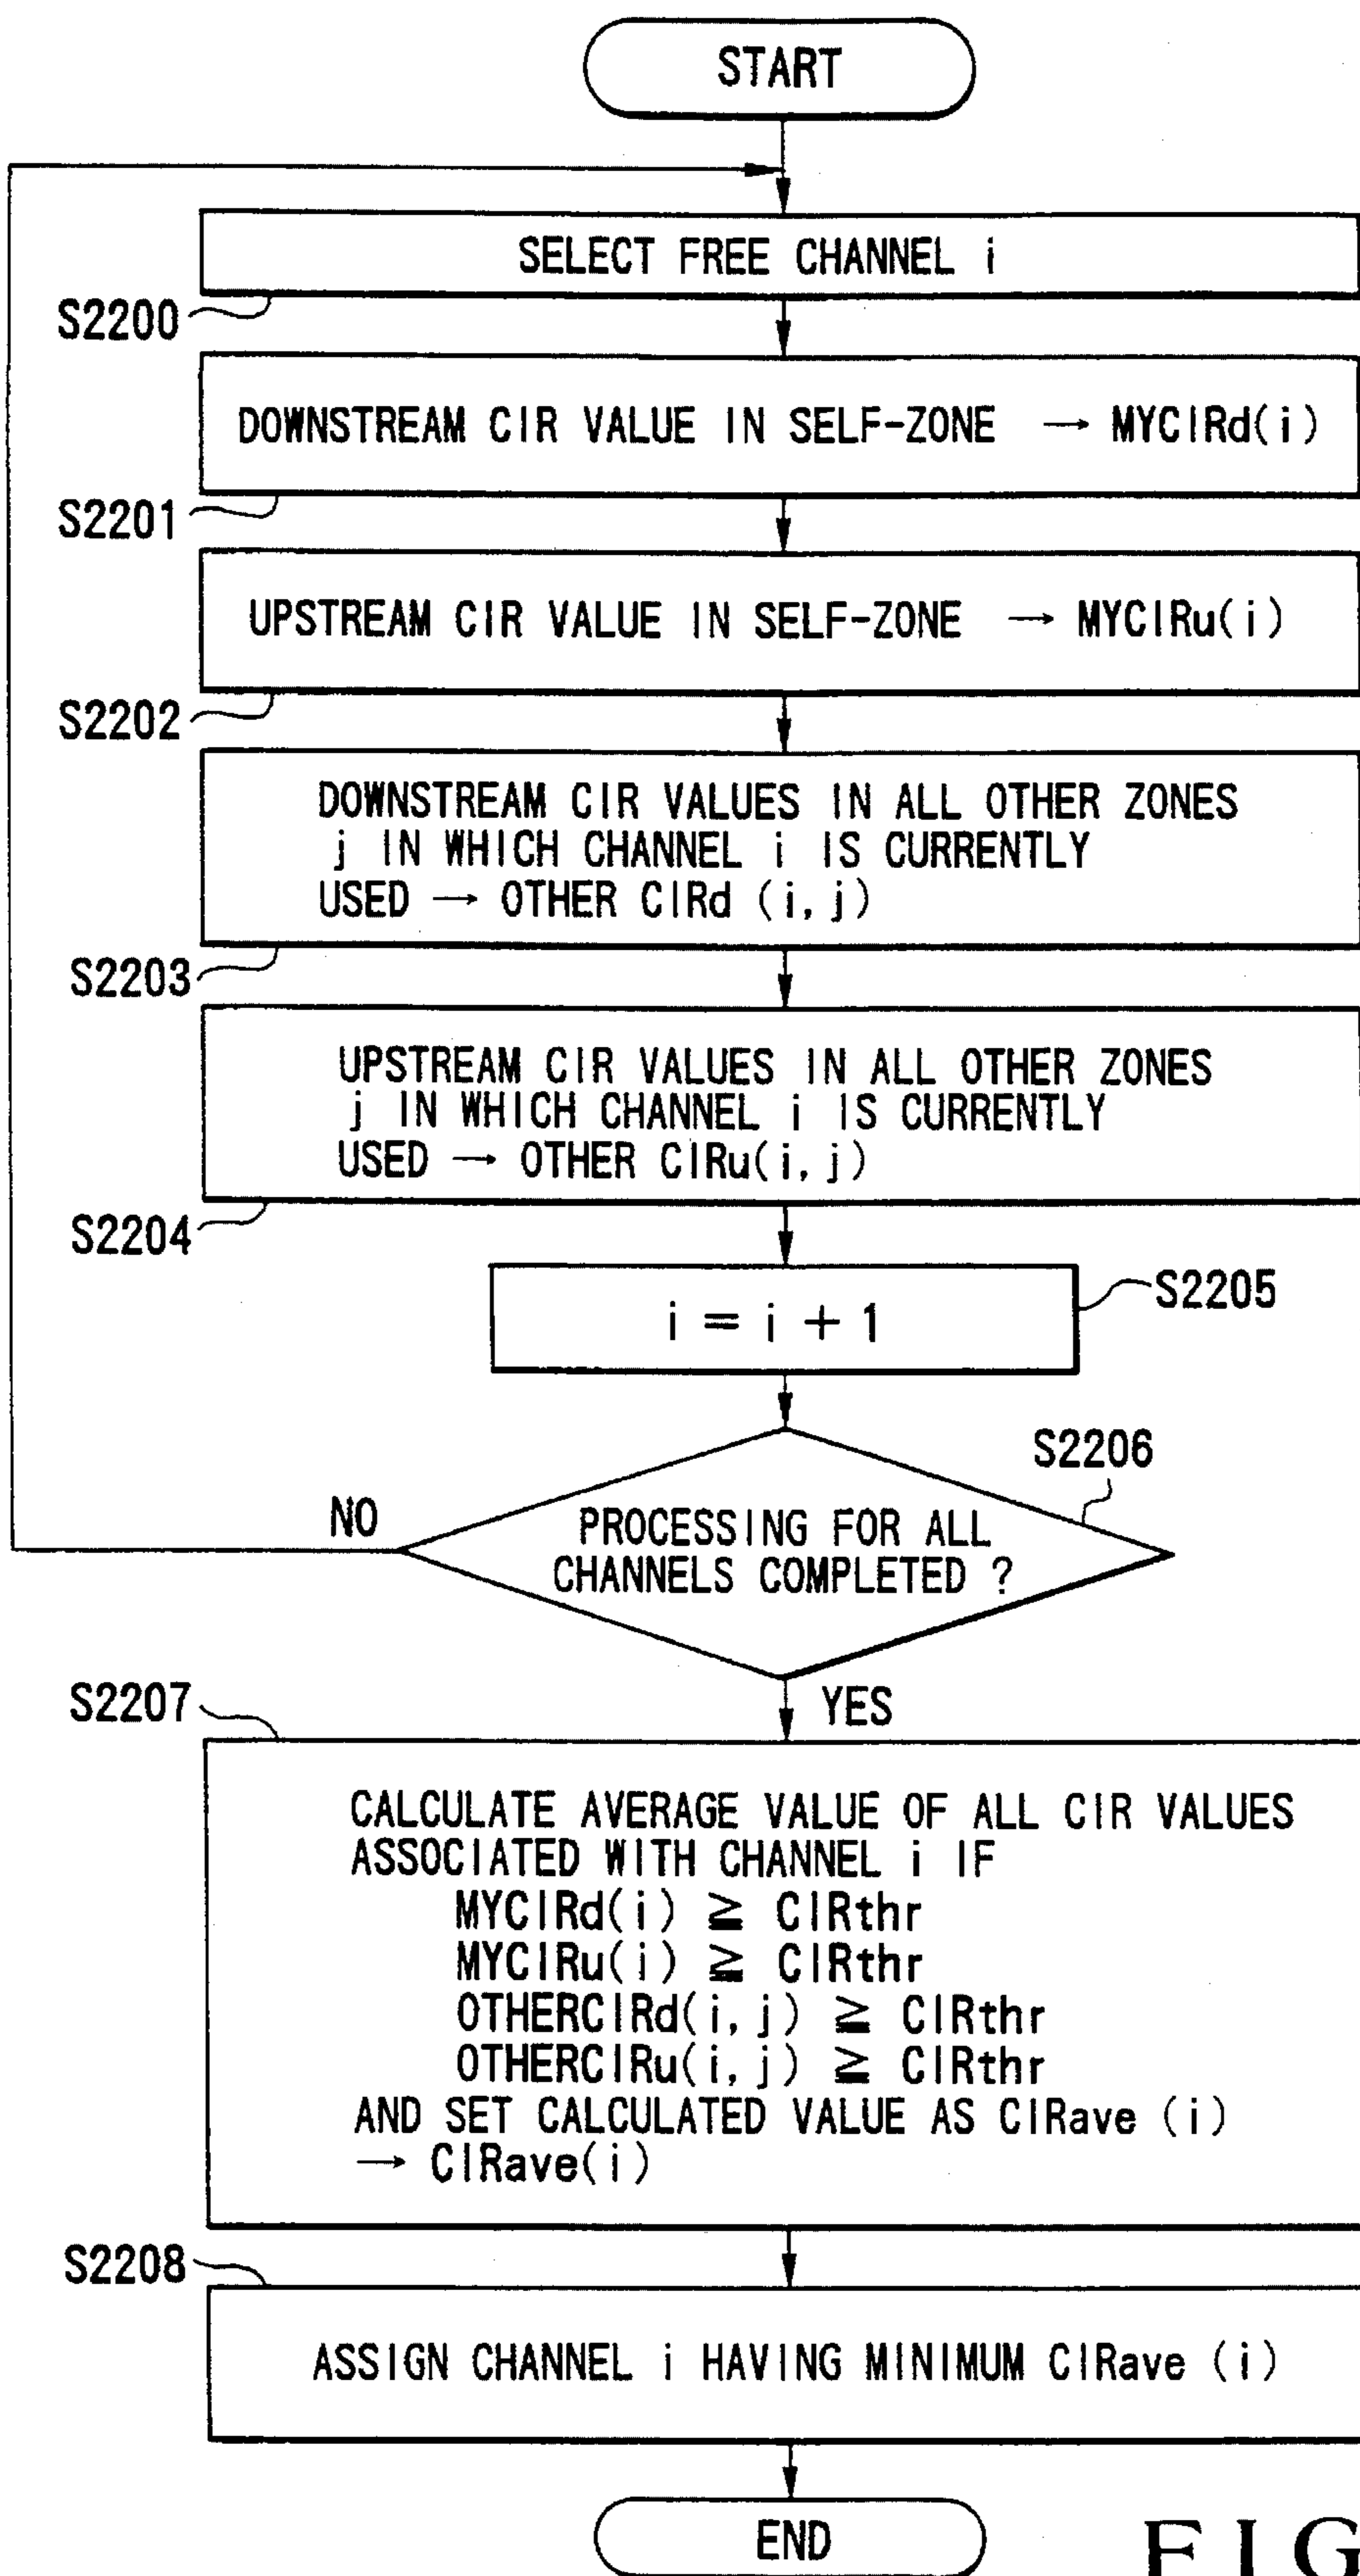 START
SELECT FREE CHANNEL i
S2200
DOWNSTREAM CIR VALUE IN SELF-ZONE → MYCIRd(i)
S2201
UPSTREAM CIR VALUE IN SELF-ZONE → MYCIRu(i)
S2202
DOWNSTREAM CIR VALUES IN ALL OTHER ZONES
j IN WHICH CHANNEL i IS CURRENTLY
USED → OTHER CIRd (i, j)
S2203
UPSTREAM CIR VALUES IN ALL OTHER ZONES
j IN WHICH CHANNEL i IS CURRENTLY
USED → OTHER CIRu(i, j)
S2204
i = i + 1
S2205
S2206
PROCESSING FOR ALL
CHANNELS COMPLETED ?
NO
YES
S2207
CALCULATE AVERAGE VALUE OF ALL CIR VALUES
ASSOCIATED WITH CHANNEL i IF
MYCIRd(i) ≧ CIRthr
MYCIRu(i) ≧ CIRthr
OTHERCIRd(i, j) ≧ CIRthr
OTHERCIRu(i, j) ≧ CIRthr
AND SET CALCULATED VALUE AS CIRave (i)
→ CIRave(i)
S2208
ASSIGN CHANNEL i HAVING MINIMUM CIRave (i)
END
FIG